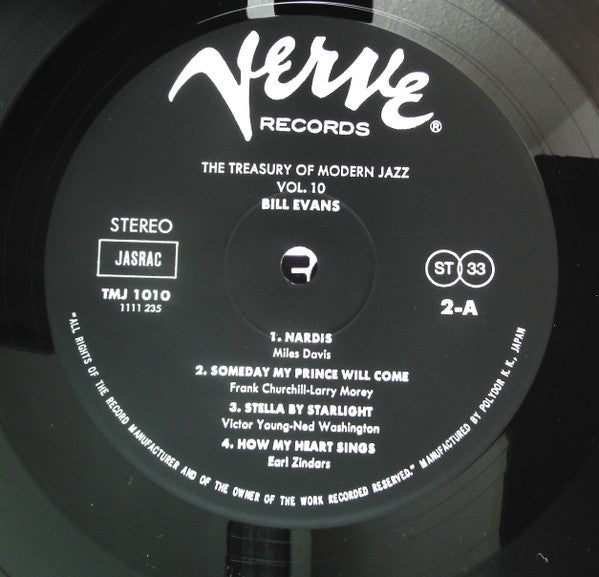 Verve
RECORDS ®
THE TREASURY OF MODERN JAZZ
VOL. 10
BILL EVANS
STEREO
JASRAC
TMJ 1010
1111 235
ST 33
2-A
1. NARDIS
Miles Davis
2. SOMEDAY MY PRINCE WILL COME
Frank Churchill-Larry Morey
3. STELLA BY STARLIGHT
Victor Young-Ned Washington
4. HOW MY HEART SINGS
Earl Zindars
"ALL RIGHTS OF THE RECORD MANUFACTURER AND OF THE OWNER OF THE WORK RECORDED RESERVED." MANUFACTURED BY POLYDOR K.K., JAPAN